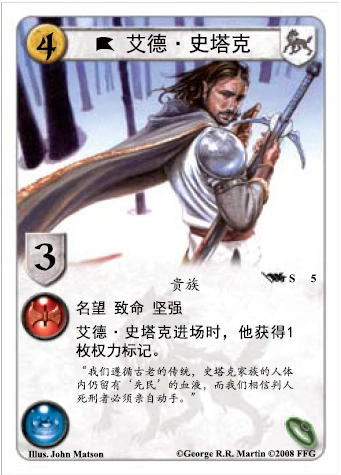 4 艾德·史塔克
3
S 5
贵族
名望 致命 坚强
艾德·史塔克进场时，他获得1
枚权力标记。
“我们遵循古老的传统，史塔克家族的人体
内仍留有‘先民’的血液，而我们相信判人
死刑者必须亲自动手。”
Illus. John Matson ©George R.R. Martin ©2008 FFG